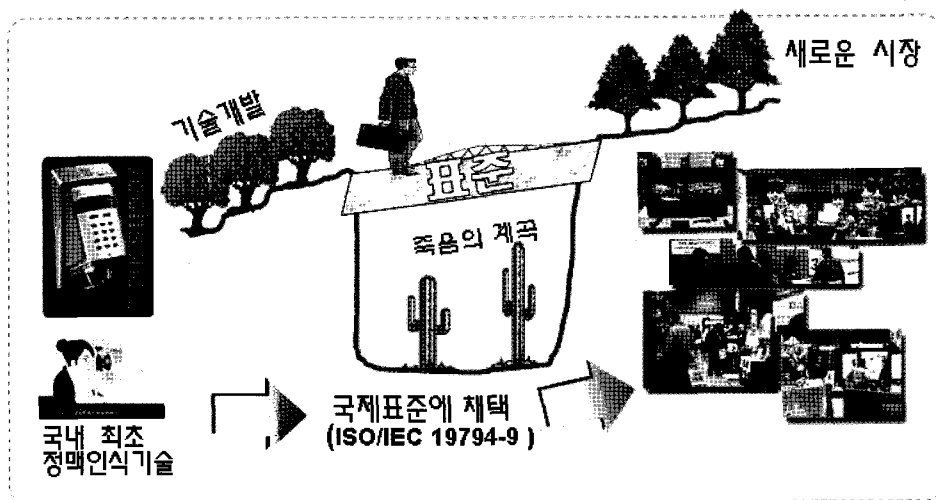 새로운 시장
기술개발
표준
죽음의 계곡
국내 최초
정맥인식기술
국제표준에 채택
(ISO/IEC 19794-9 )